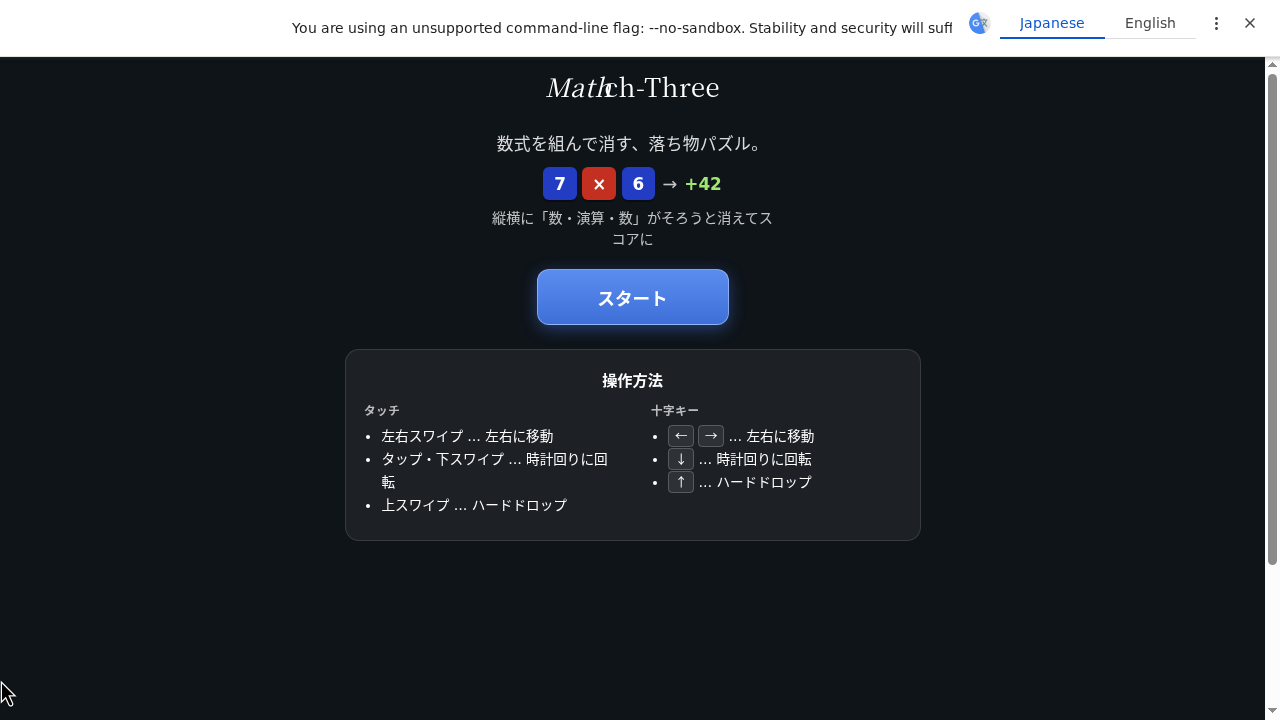 You are using an unsupported command-line flag: --no-sandbox. Stability and security will suff
Japanese
English
Mathch-Three
数式を組んで消す、落ち物パズル。
7 × 6 → +42
縦横に「数・演算・数」がそろうと消えてス
コアに
スタート
操作方法
タッチ
• 左右スワイプ … 左右に移動
• タップ・下スワイプ … 時計回りに回
転
• 上スワイプ … ハードドロップ
十字キー
• ← → … 左右に移動
• ↓ … 時計回りに回転
• ↑ … ハードドロップ